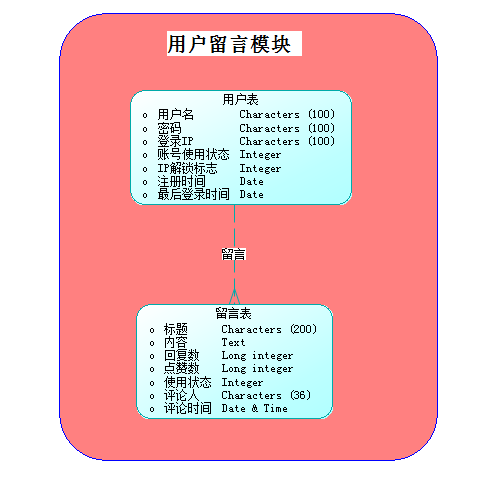 用户留言模块
用户表
o 用户名 Characters (100)
o 密码 Characters (100)
o 登录IP Characters (100)
o 账号使用状态 Integer
o IP解锁标志 Integer
o 注册时间 Date
o 最后登录时间 Date
留言
留言表
o 标题 Characters (200)
o 内容 Text
o 回复数 Long integer
o 点赞数 Long integer
o 使用状态 Integer
o 评论人 Characters (36)
o 评论时间 Date & Time